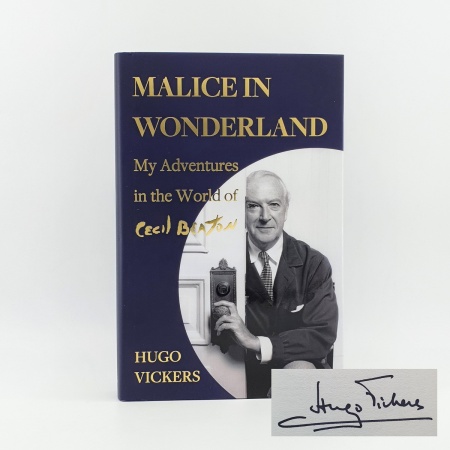 MALICE IN
WONDERLAND
My Adventures
in the World of
CECIL BEATON
HUGO
VICKERS
Hugo Vickers